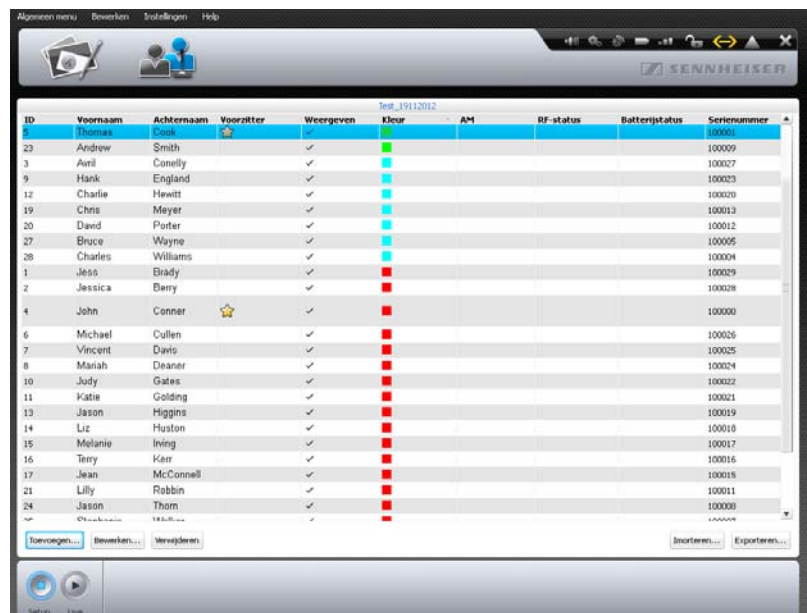 Algemeen menu Bewerken Instellingen Help
SENNHEISER
Test_19112012
ID Voornaam Achternaam Voorzitter Weergeven Kleur AM RF-status Batterijstatus Serienummer
5 Thomas Cook 100001
23 Andrew Smith 100009
3 Avril Conelly 100027
9 Hank England 100023
12 Charlie Hewitt 100020
19 Chris Meyer 100013
20 David Porter 100012
27 Bruce Wayne 100005
28 Charles Williams 100004
1 Jess Brady 100029
2 Jessica Berry 100028
4 John Conner 100000
6 Michael Cullen 100026
7 Vincent Davis 100025
8 Mariah Deaner 100024
10 Judy Gates 100022
11 Katie Golding 100021
13 Jason Higgins 100019
14 Liz Huston 100018
15 Melanie Irving 100017
16 Terry Kerr 100016
17 Jean McConnell 100015
21 Lilly Robbin 100011
24 Jason Thorn 100008
Toevoegen... Bewerken... Verwijderen Imorteren... Exporteren...
Setup Live